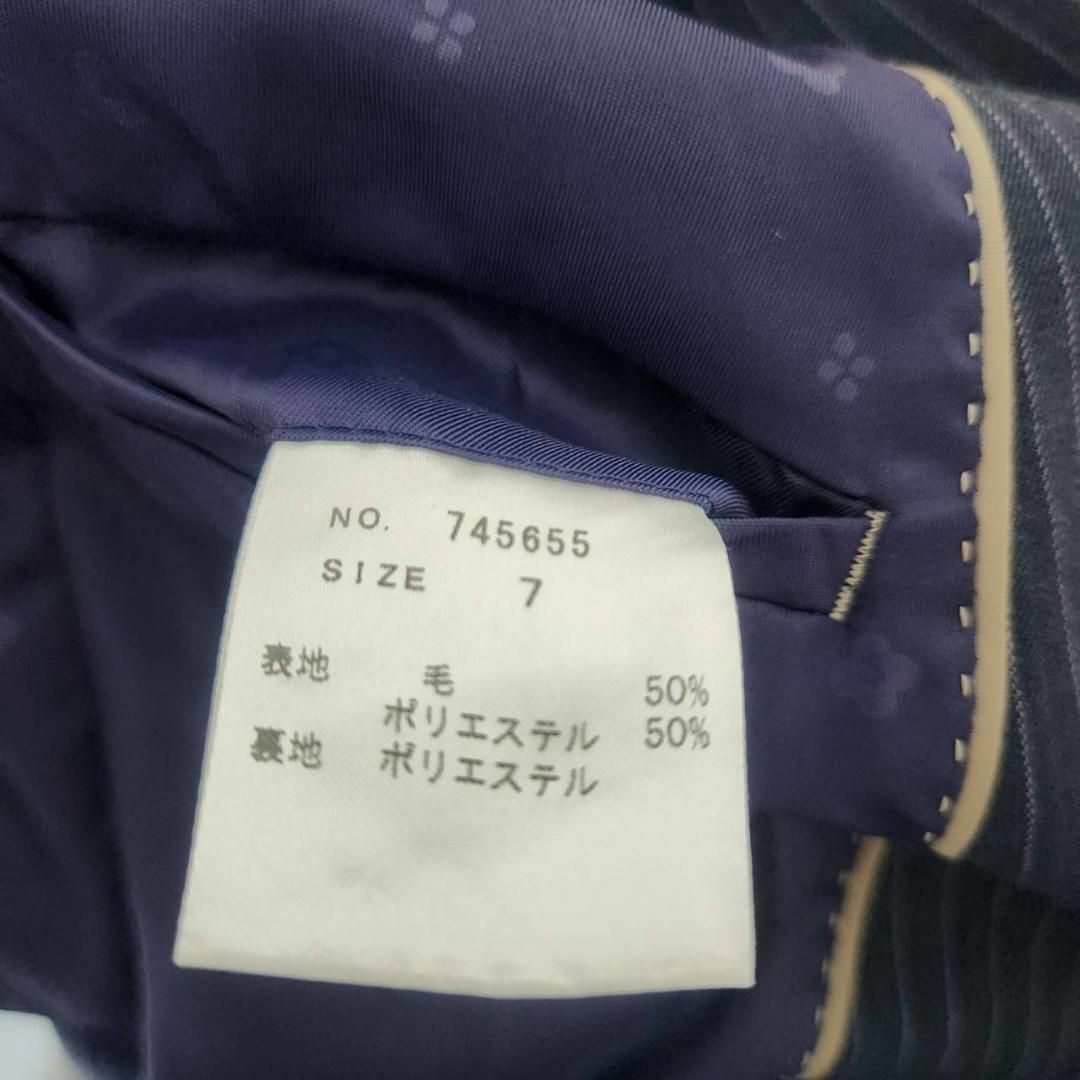 NO. 745655
SIZE 7
表地 毛 50%
ポリエステル 50%
裏地 ポリエステル